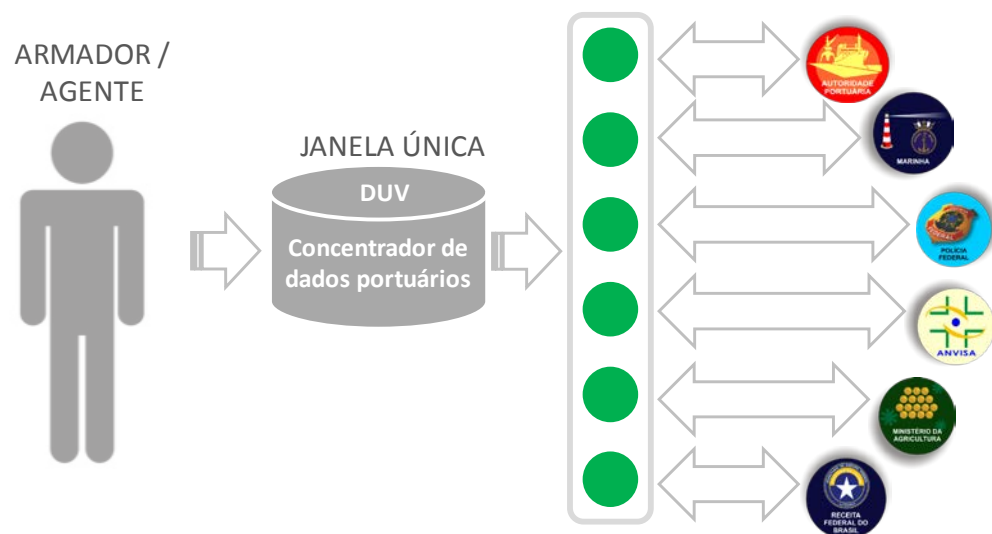 ARMADOR /
AGENTE
JANELA ÚNICA
DUV
Concentrador de
dados portuários
AUTORIDADE
PORTUÁRIA
MARINHA
POLÍCIA
FEDERAL
ANVISA
MINISTÉRIO DA
AGRICULTURA
RECEITA
FEDERAL DO
BRASIL